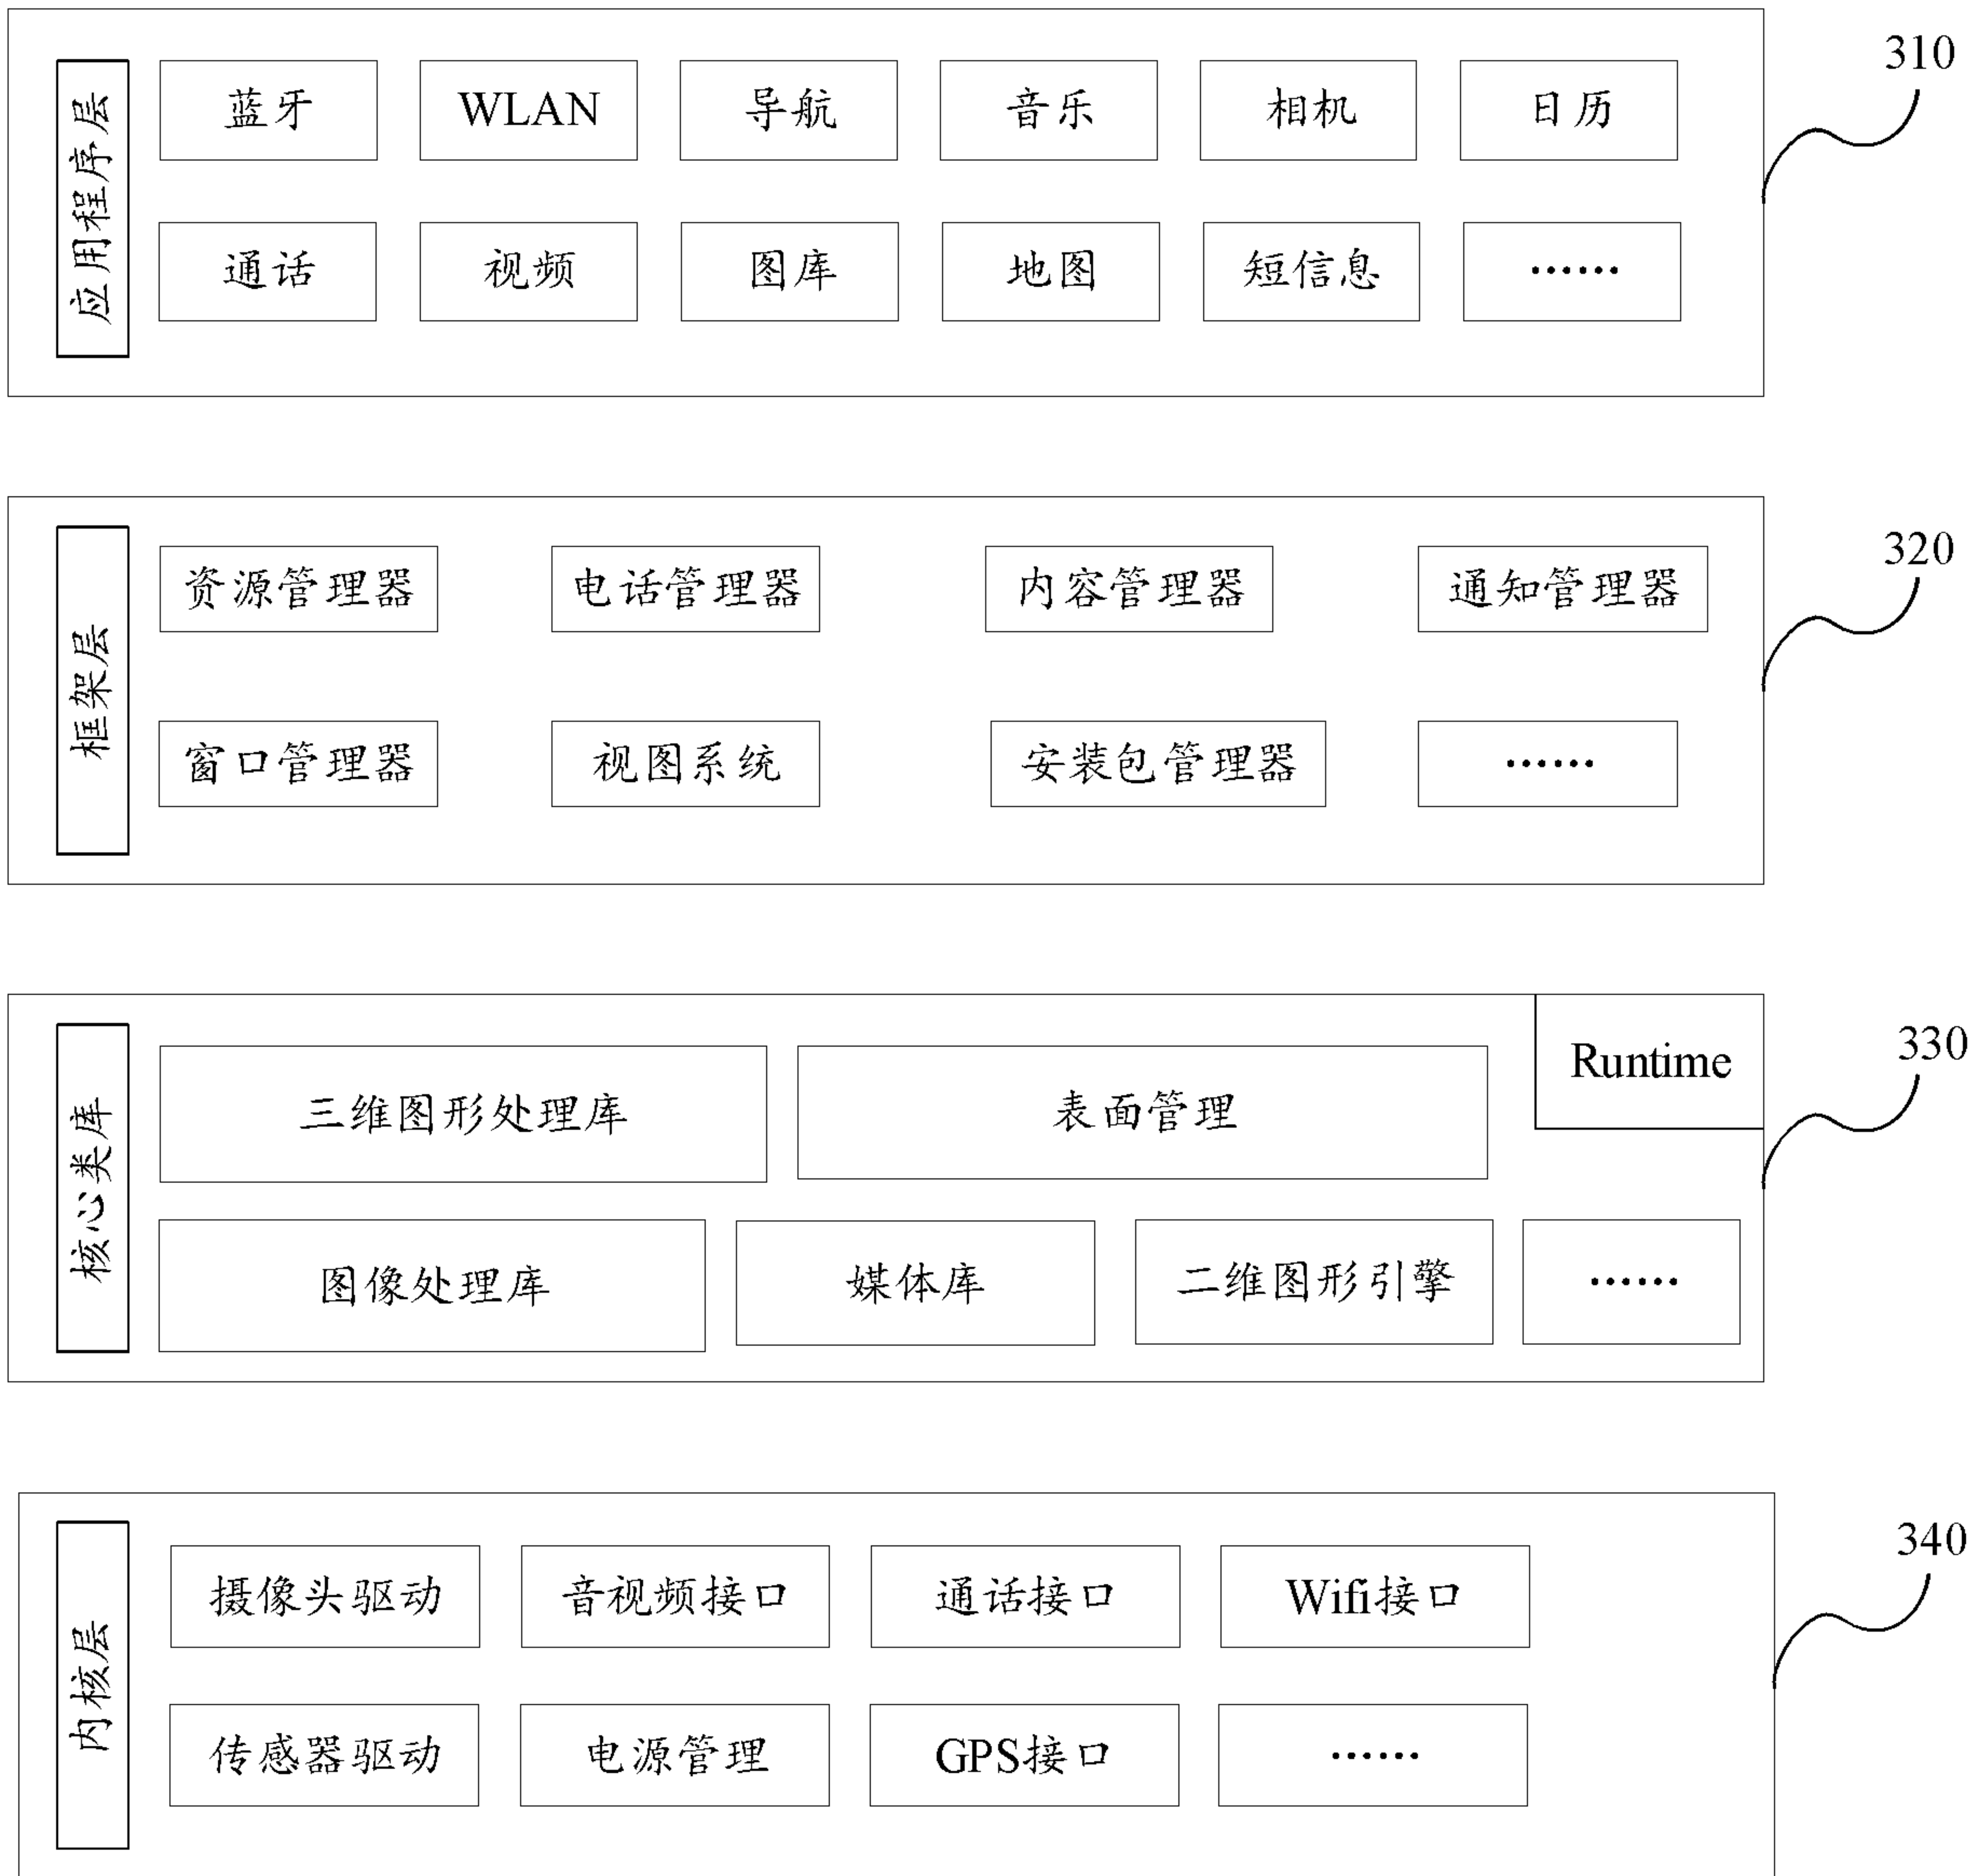 310
应用程序层
蓝牙
WLAN
导航
音乐
相机
日历
通话
视频
图库
地图
短信息
……
320
框架层
资源管理器
电话管理器
内容管理器
通知管理器
窗口管理器
视图系统
安装包管理器
……
330
核心类库
三维图形处理库
表面管理
Runtime
图像处理库
媒体库
二维图形引擎
……
340
内核层
摄像头驱动
音视频接口
通话接口
Wifi接口
传感器驱动
电源管理
GPS接口
……